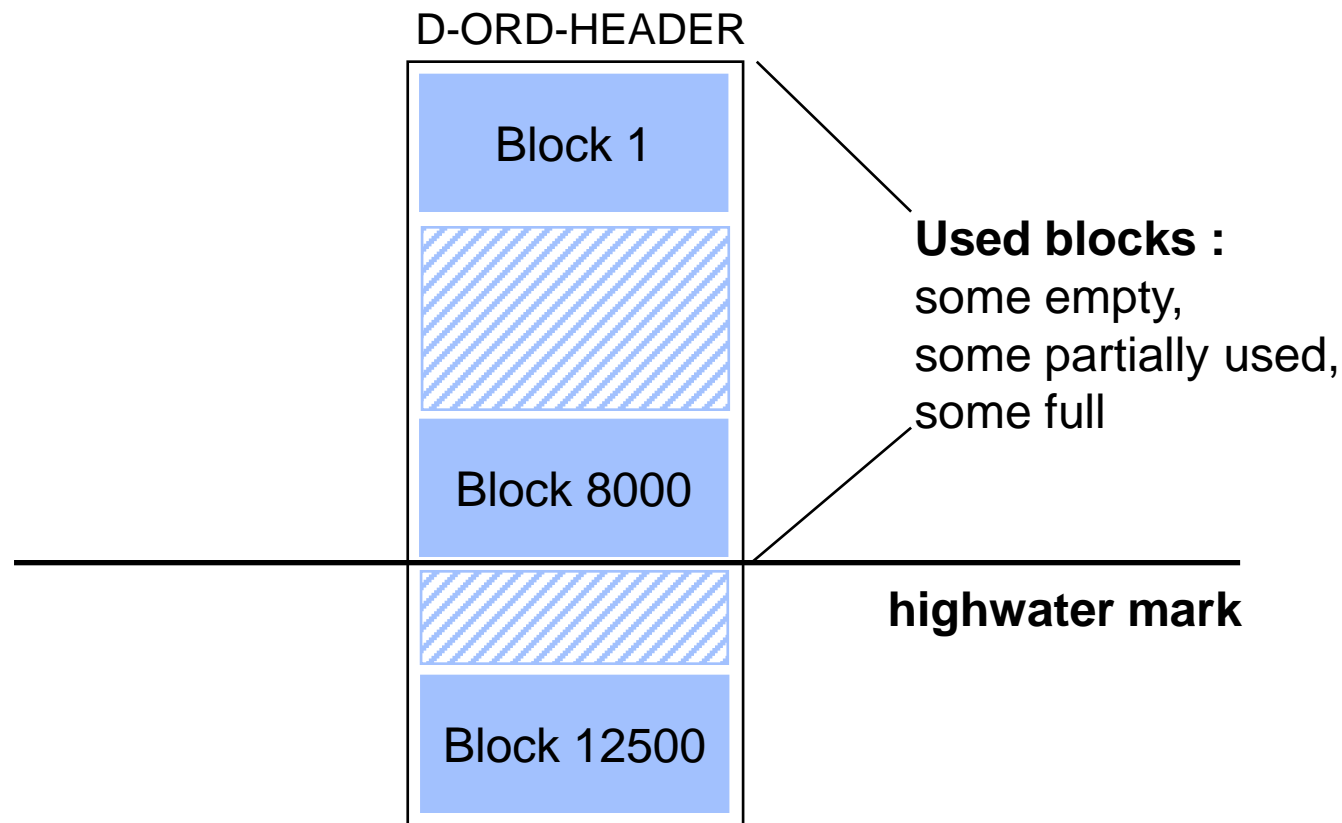 D-ORD-HEADER
Block 1
Used blocks :
some empty,
some partially used,
some full
Block 8000
highwater mark
Block 12500